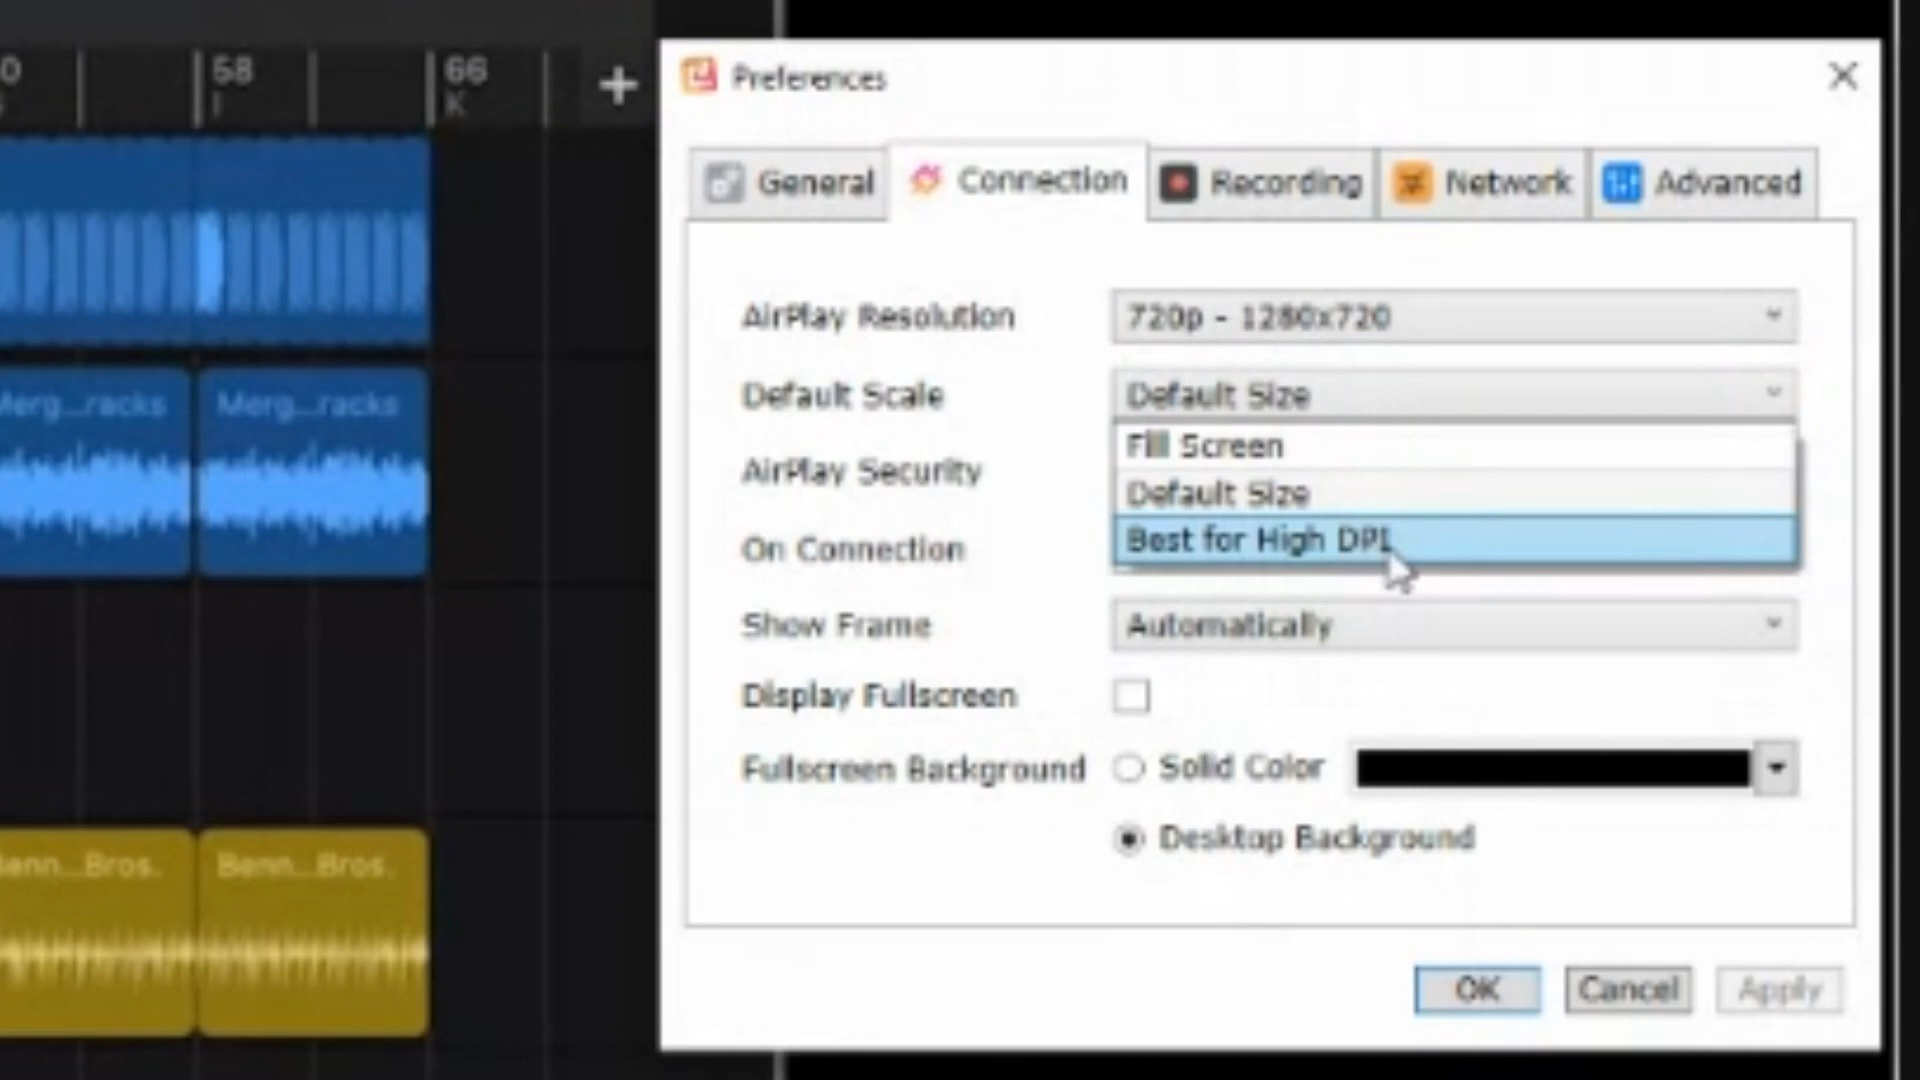 58
66
K
Preferences
General
Connection
Recording
Network
Advanced
AirPlay Resolution
720p - 1280x720
Default Scale
Default Size
Fill Screen
Default Size
Best for High DPI
AirPlay Security
On Connection
Show Frame
Automatically
Display Fullscreen
Fullscreen Background
Solid Color
Desktop Background
OK
Cancel
Apply
Merg...racks
Benn...Bros.